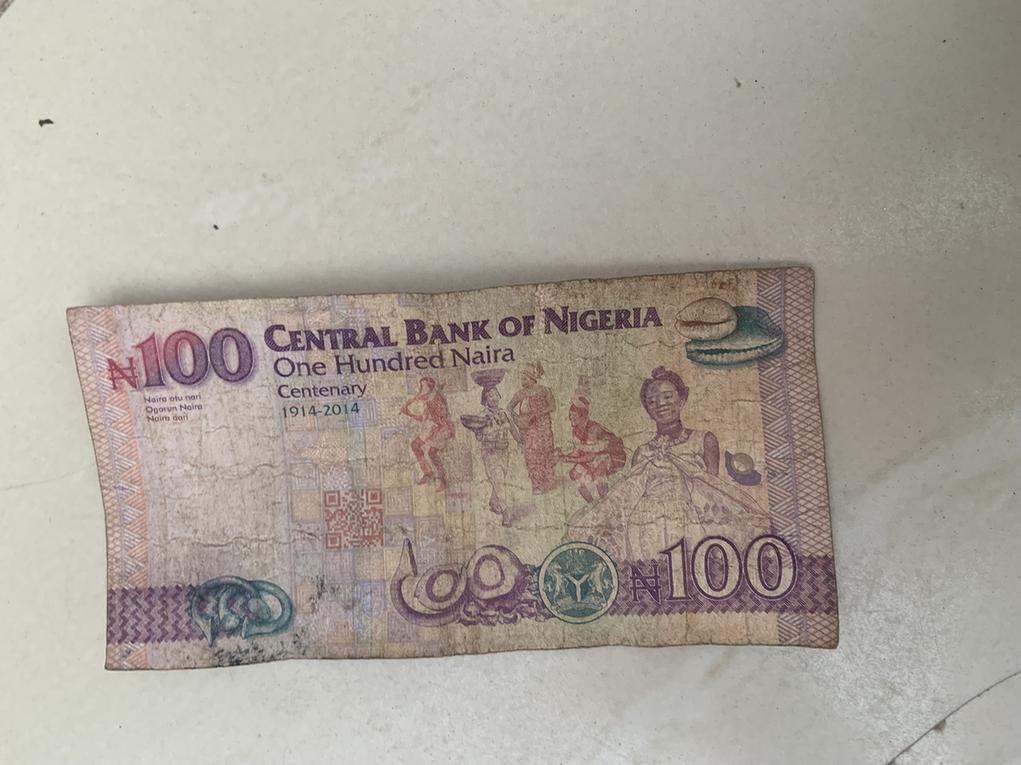 ₦100
CENTRAL BANK OF NIGERIA
One Hundred Naira
Centenary
1914-2014
Naira otu nari
Ogorun Naira
Naira dari
₦100